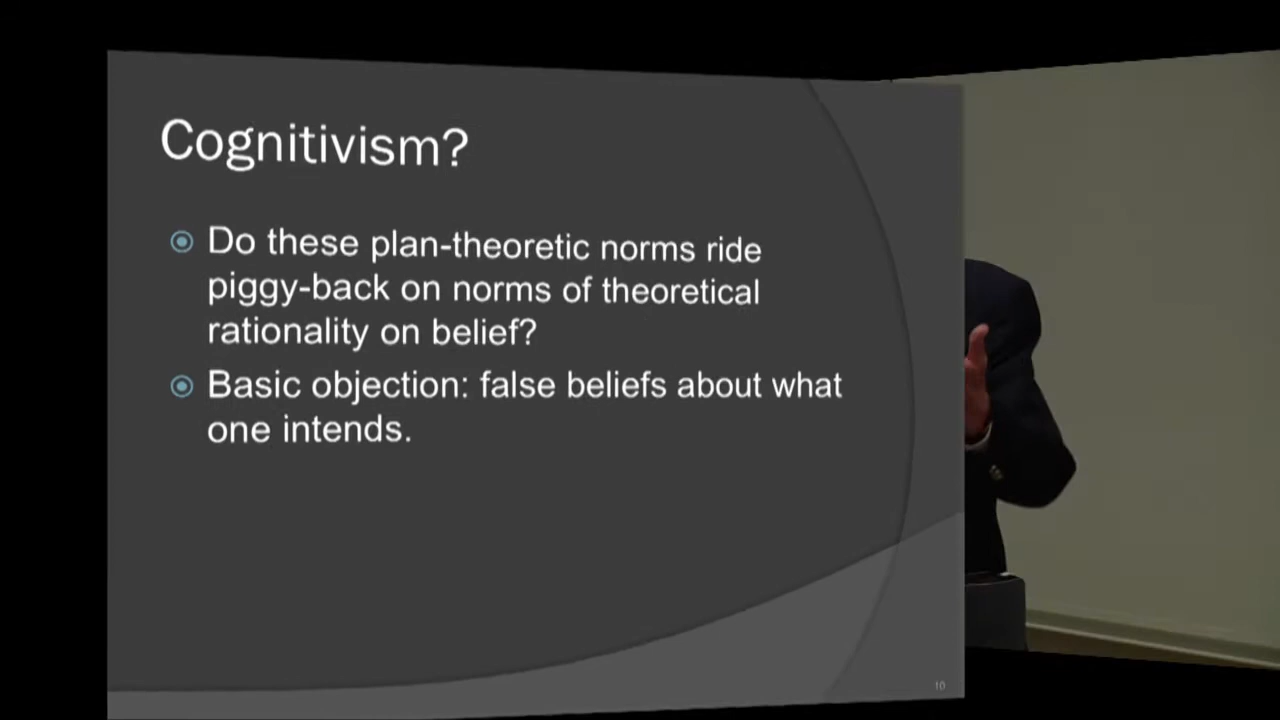 Cognitivism?
Do these plan-theoretic norms ride
piggy-back on norms of theoretical
rationality on belief?
Basic objection: false beliefs about what
one intends.
10